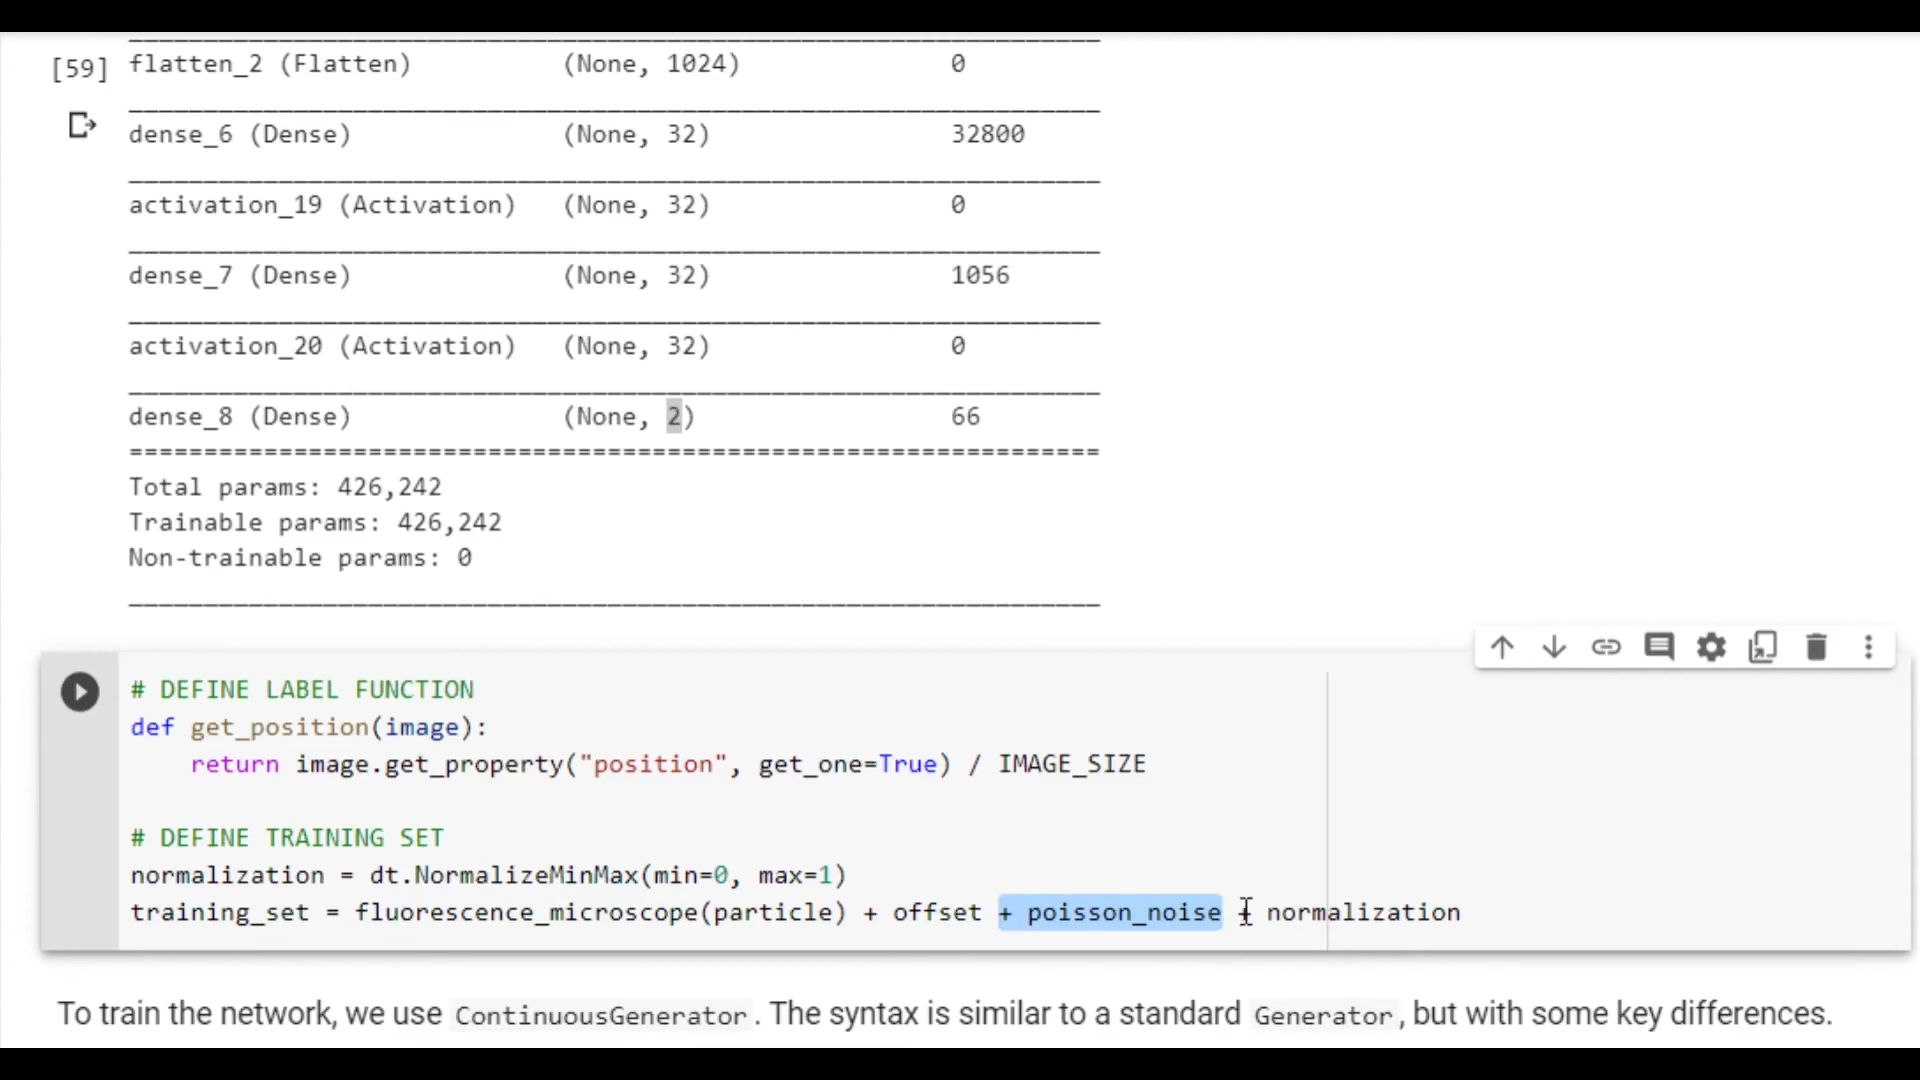 [59] flatten_2 (Flatten) (None, 1024) 0
dense_6 (Dense) (None, 32) 32800
activation_19 (Activation) (None, 32) 0
dense_7 (Dense) (None, 32) 1056
activation_20 (Activation) (None, 32) 0
dense_8 (Dense) (None, 2) 66
=================================================================
Total params: 426,242
Trainable params: 426,242
Non-trainable params: 0
# DEFINE LABEL FUNCTION
def get_position(image):
    return image.get_property("position", get_one=True) / IMAGE_SIZE
# DEFINE TRAINING SET
normalization = dt.NormalizeMinMax(min=0, max=1)
training_set = fluorescence_microscope(particle) + offset + poisson_noise + normalization
To train the network, we use ContinuousGenerator. The syntax is similar to a standard Generator, but with some key differences.